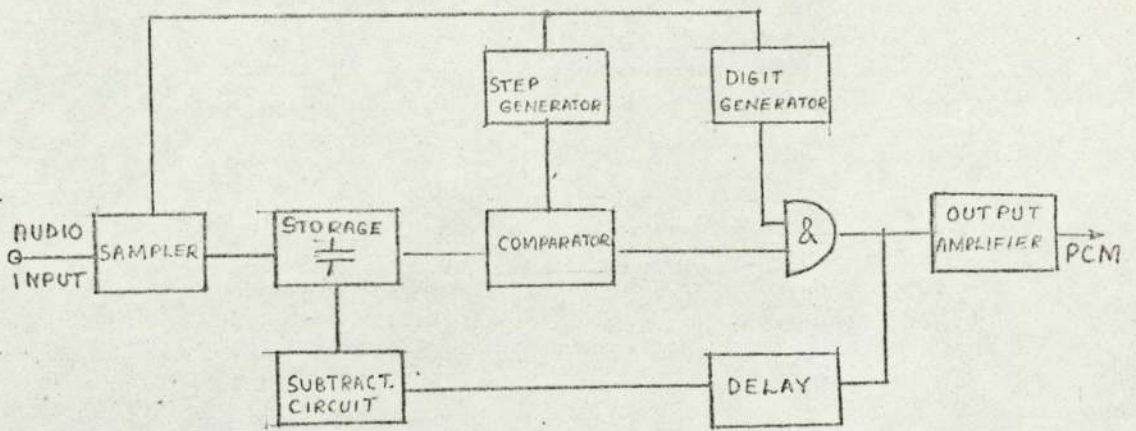 STEP
GENERATOR
DIGIT
GENERATOR
AUDIO
INPUT
SAMPLER
STORAGE
COMPARATOR
&
OUTPUT
AMPLIFIER
PCM
SUBTRACT.
CIRCUIT
DELAY